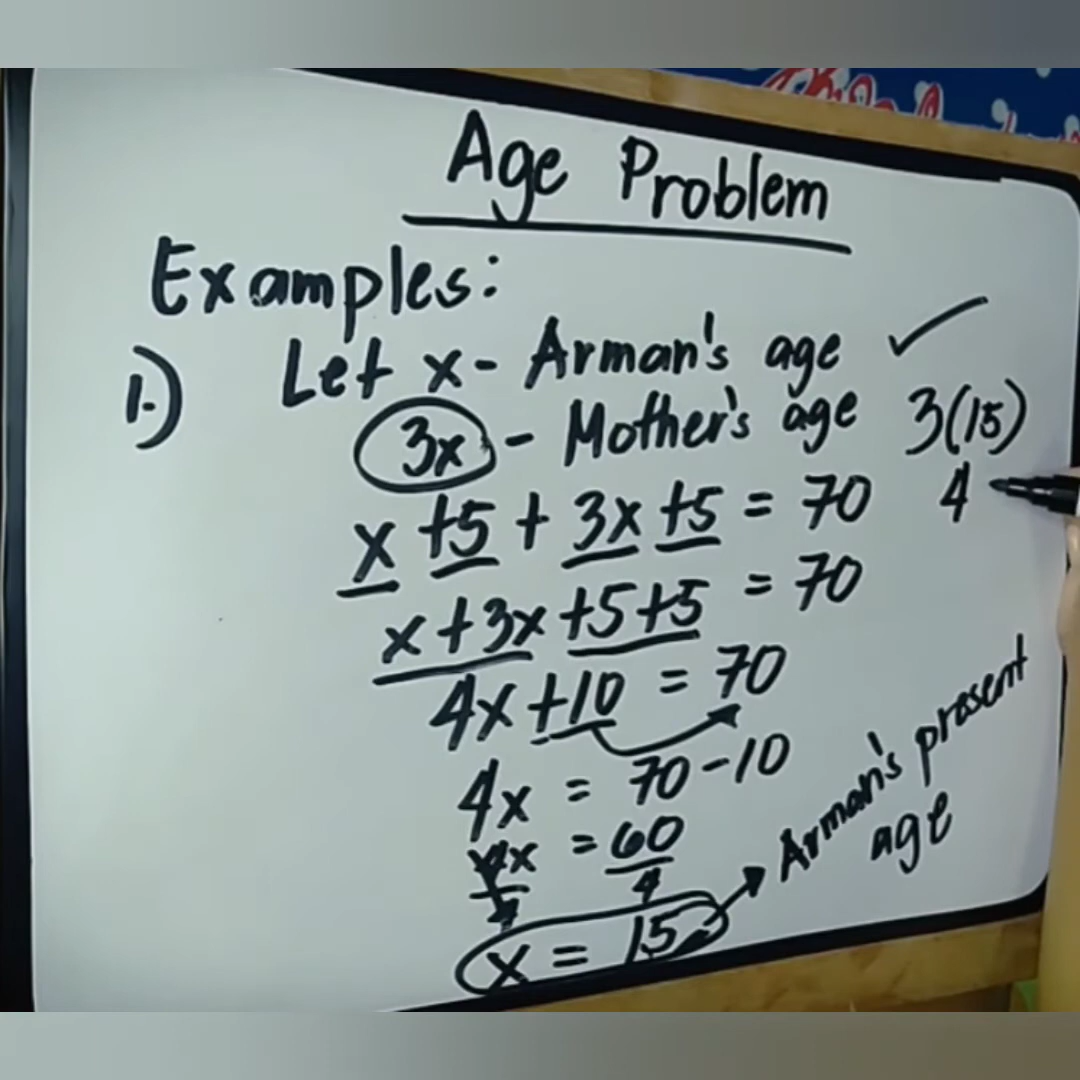 Age Problem
Examples:
1.) Let x - Arman's age ✓
3x - Mother's age 3(15)
x +5 + 3x +5 = 70 4
x + 3x +5+5 = 70
4x +10 = 70
4x = 70-10
4x/4 = 60/4
x = 15
Arman's present
age